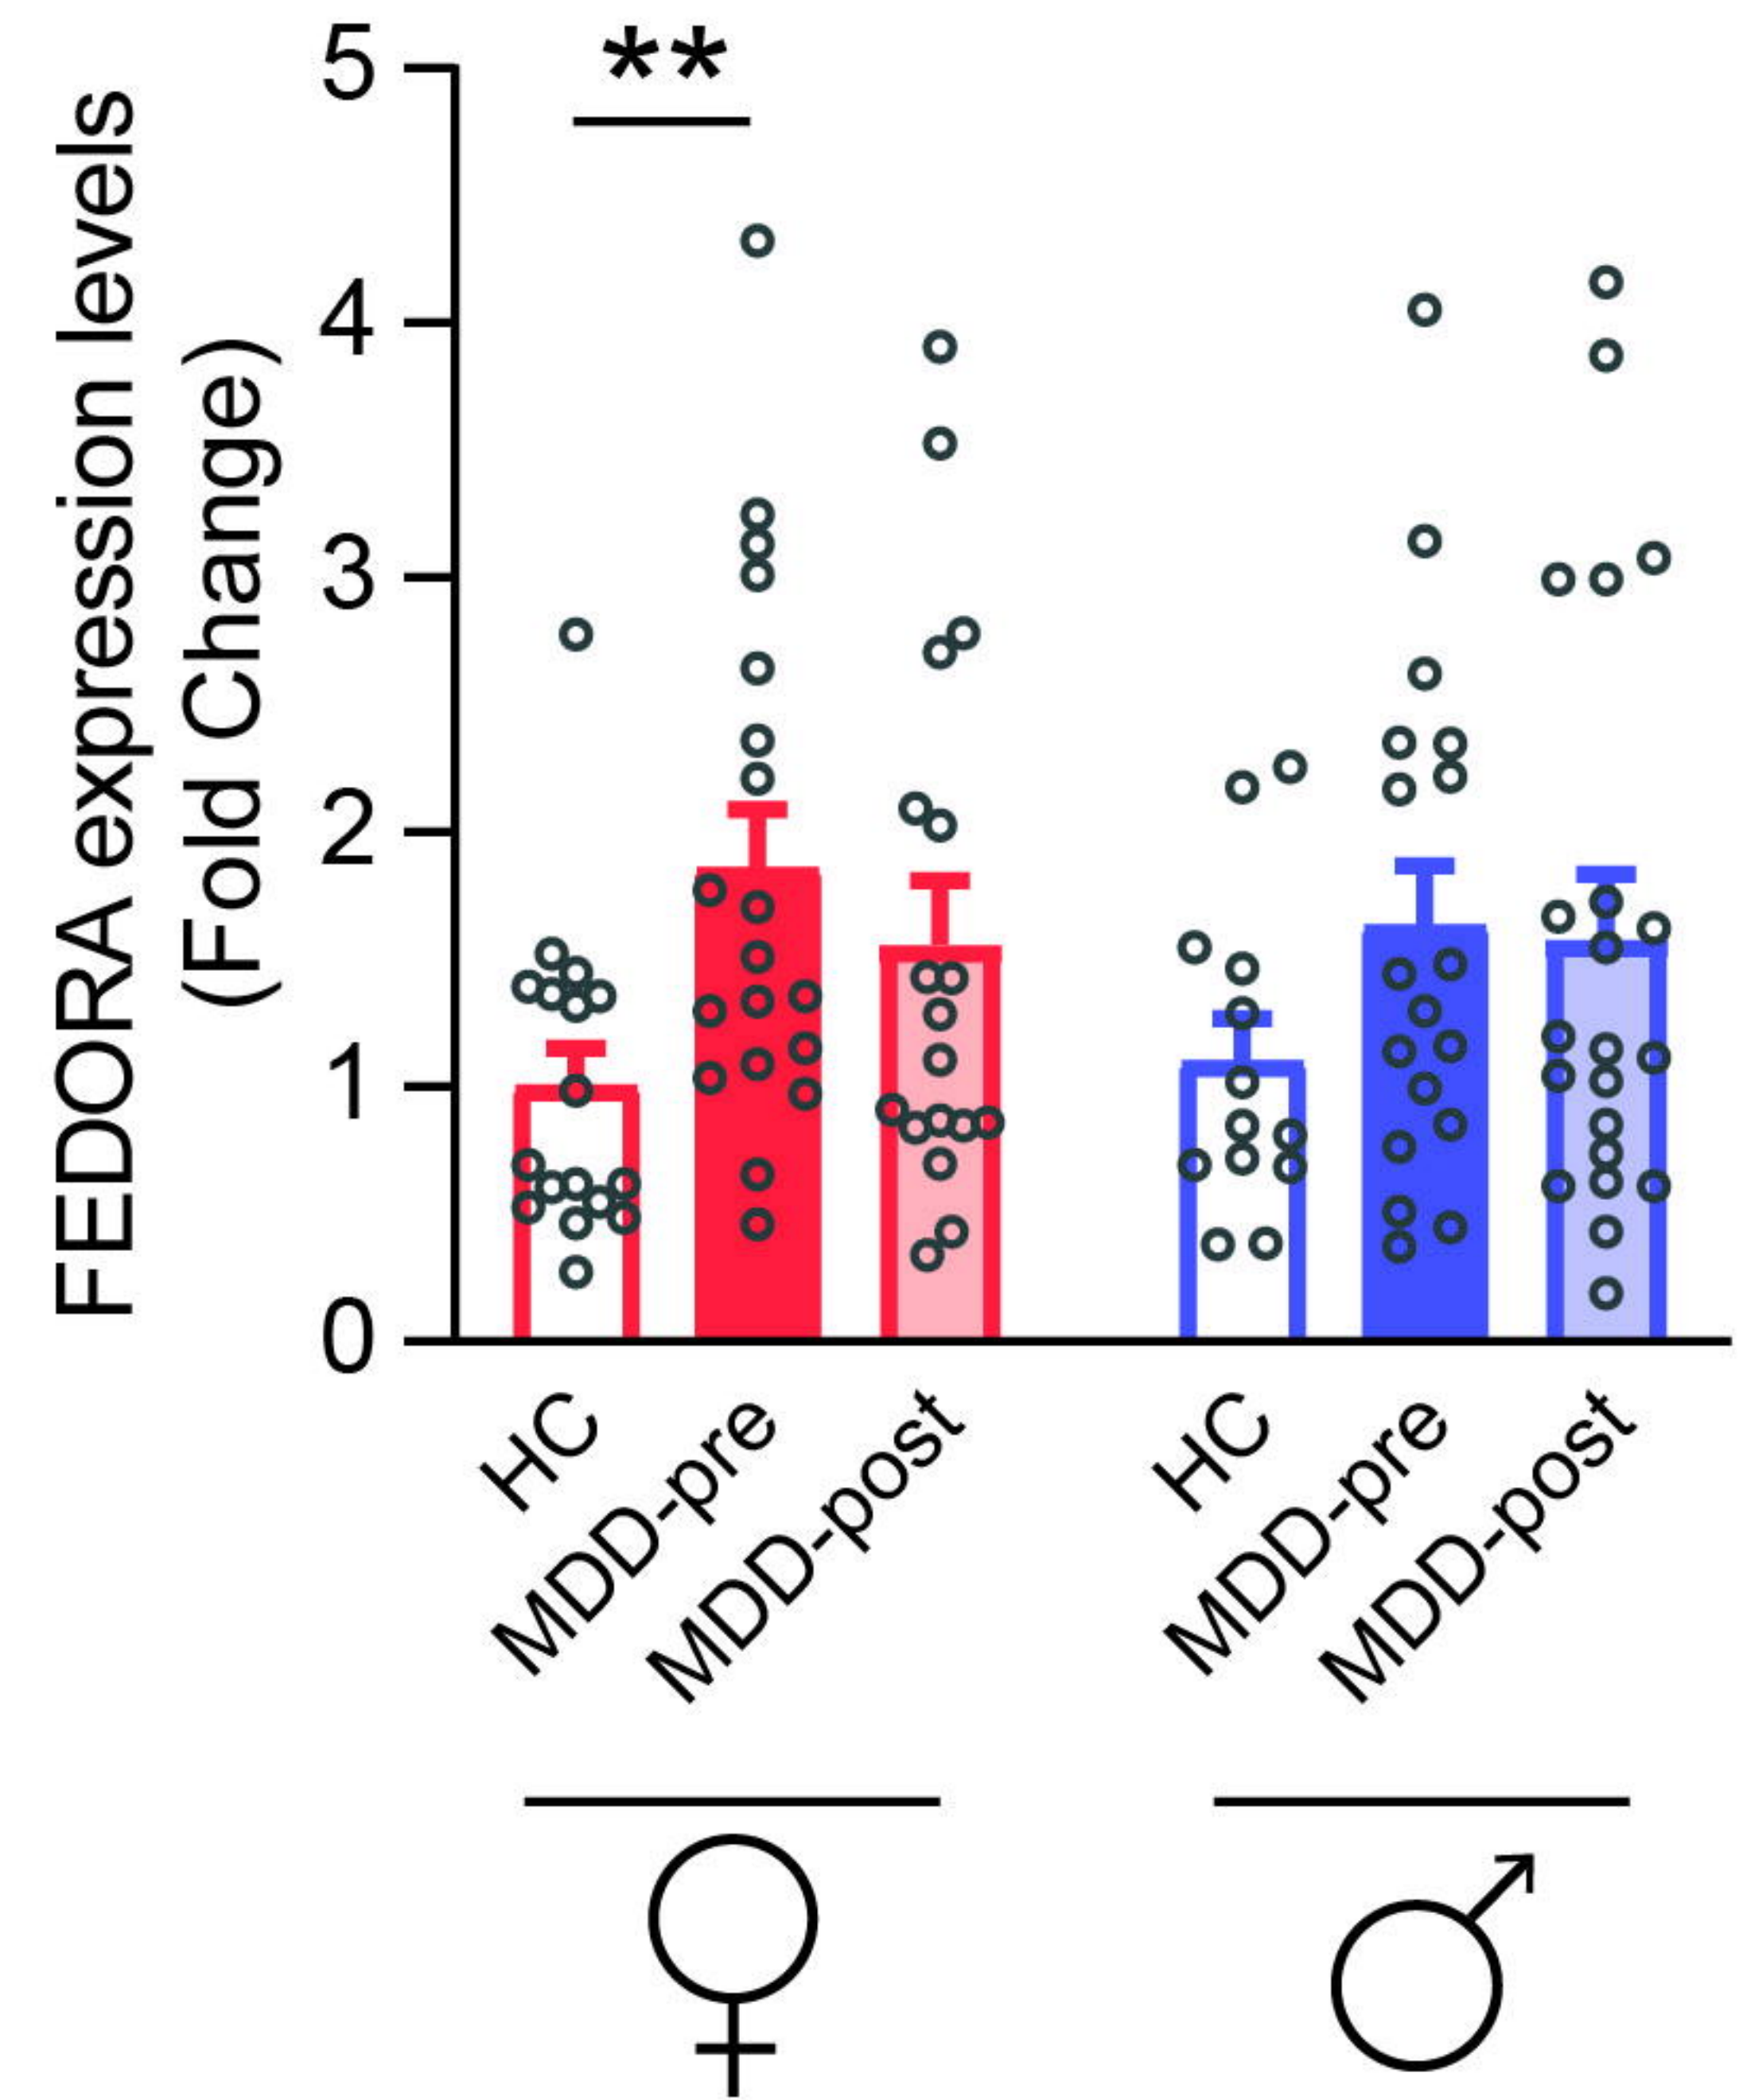 FEDORA expression levels
(Fold Change)
5
4
3
2
1
0
**
HC
MDD-pre
MDD-post
HC
MDD-pre
MDD-post
♀
♂